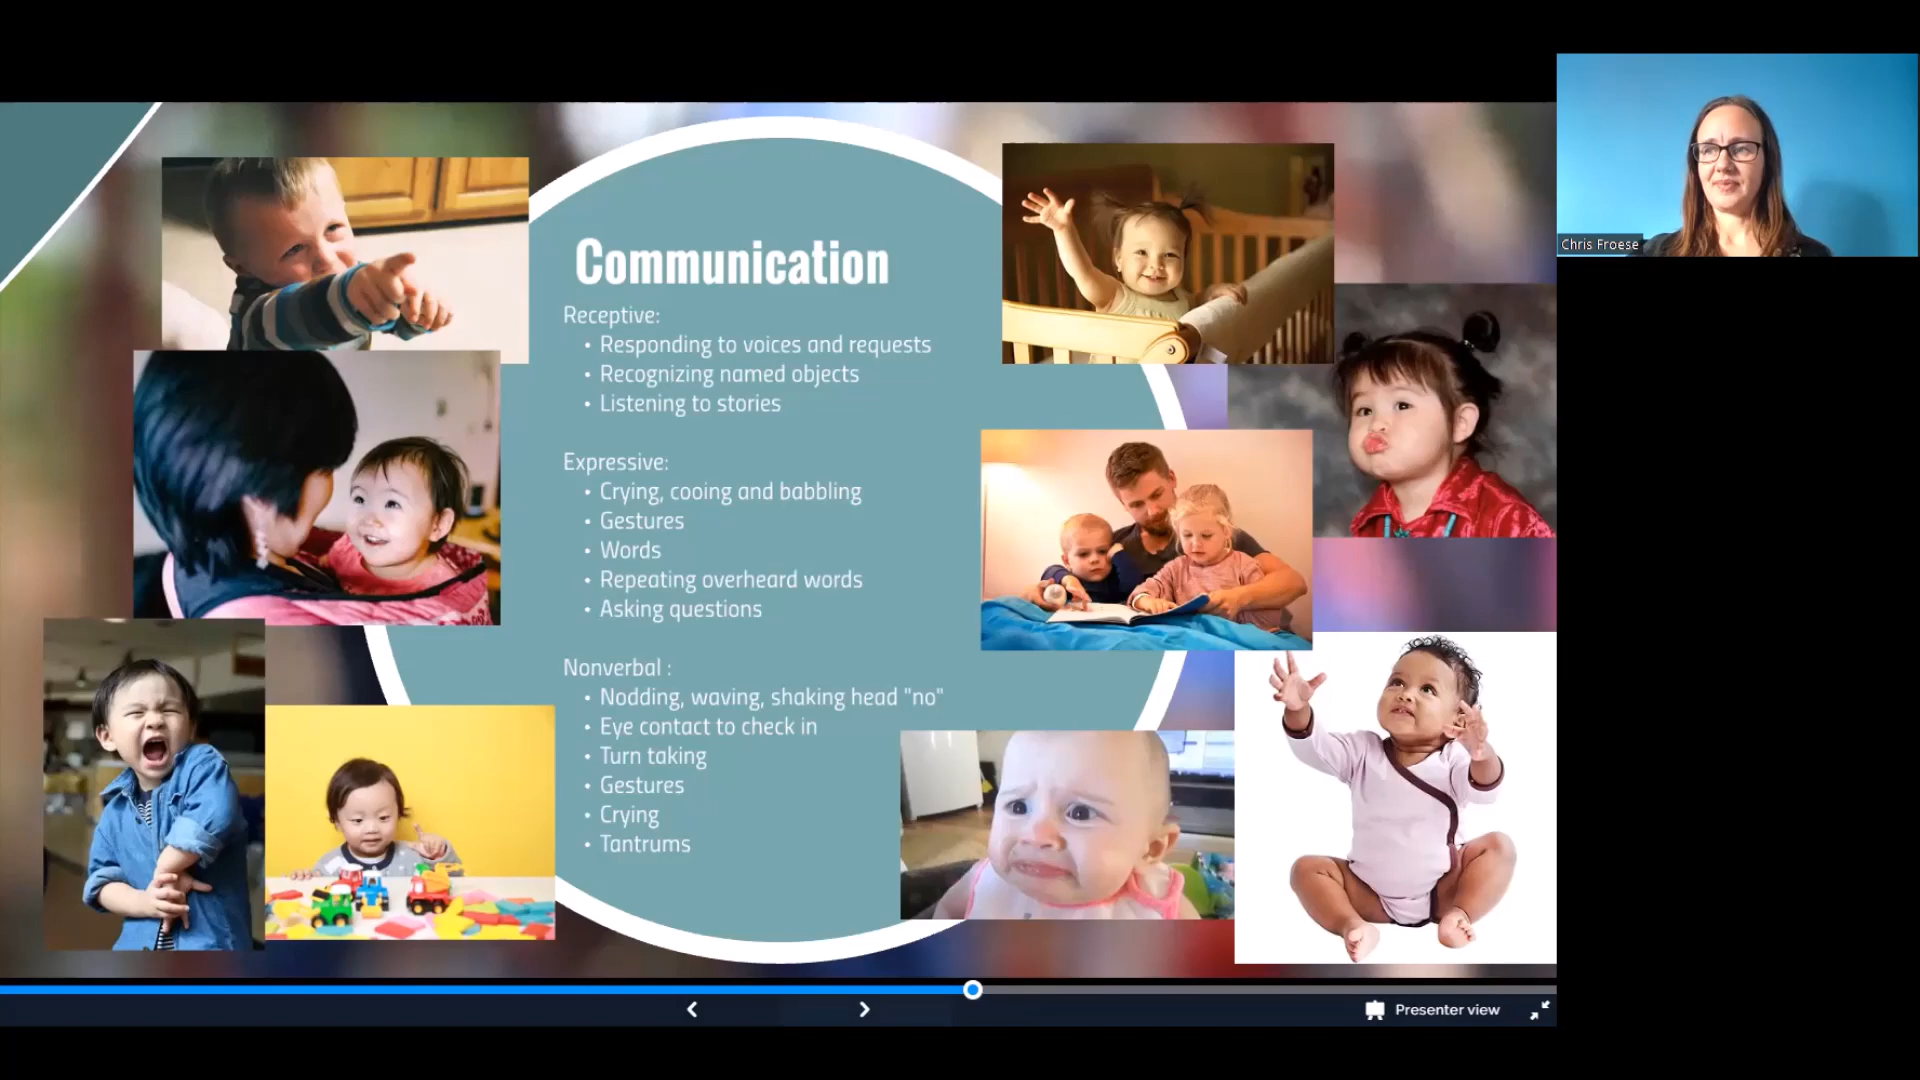 Communication
Receptive:
• Responding to voices and requests
• Recognizing named objects
• Listening to stories
Expressive:
• Crying, cooing and babbling
• Gestures
• Words
• Repeating overheard words
• Asking questions
Nonverbal :
• Nodding, waving, shaking head "no"
• Eye contact to check in
• Turn taking
• Gestures
• Crying
• Tantrums
Chris Froese
Presenter view